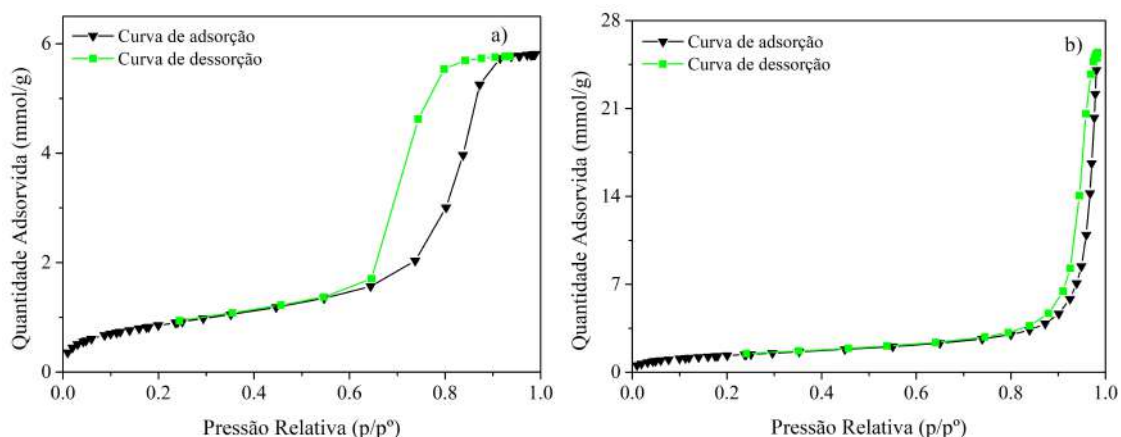 Quantidade Adsorvida (mmol/g)
6
4
2
0
Curva de adsorção
Curva de dessorção
a)
0.0 0.2 0.4 0.6 0.8 1.0
Pressão Relativa (p/pº)
Quantidade Adsorvida (mmol/g)
28
21
14
7
0
Curva de adsorção
Curva de dessorção
b)
0.0 0.2 0.4 0.6 0.8 1.0
Pressão Relativa (p/pº)